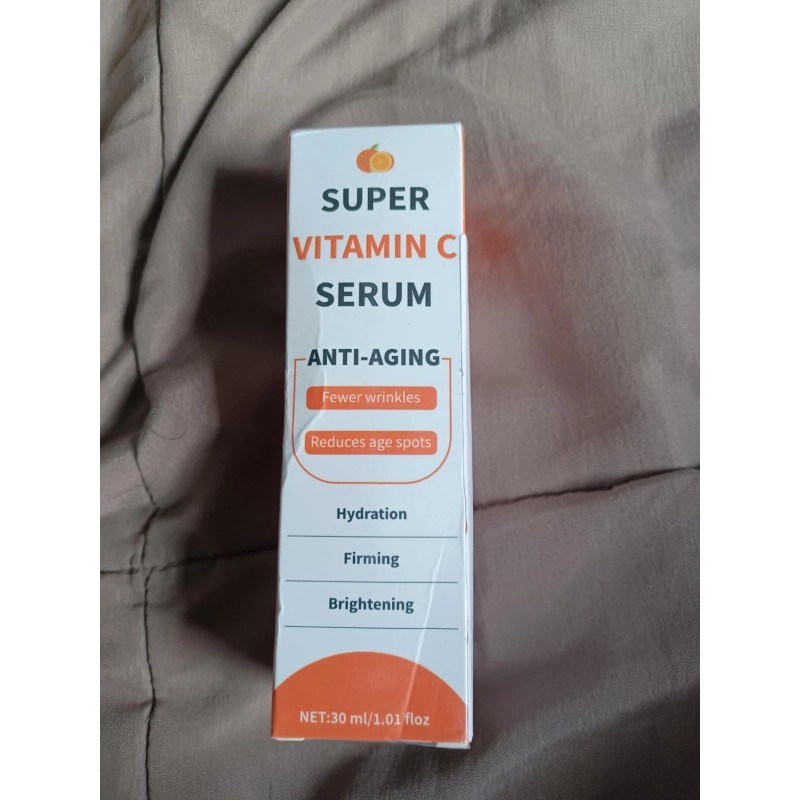 SUPER
VITAMIN C
SERUM
ANTI-AGING
Fewer wrinkles
Reduces age spots
Hydration
Firming
Brightening
NET:30 ml/1.01 floz